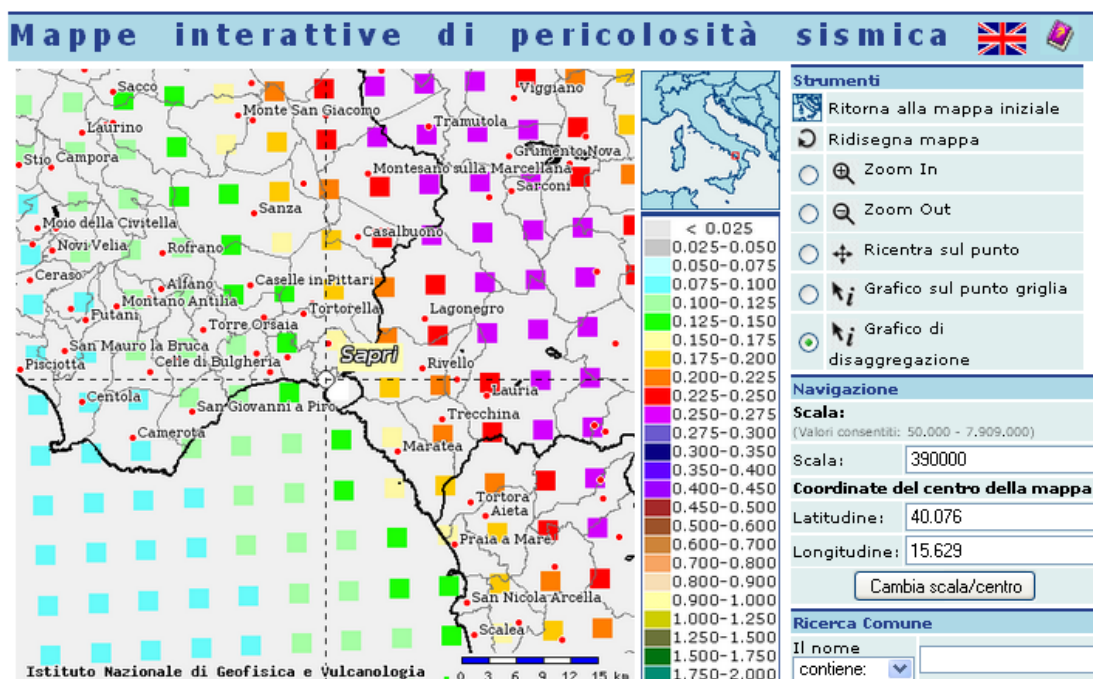 Mappe interattive di pericolosità sismica
Sacco
Viggiano
Monte San Giacomo
Laurino
Tramutola
Stio
Campora
Grumento Nova
Montesano sulla Marcellana
Sarconi
Sanza
Moio della Civitella
Casalbuono
Novi Velia
Rofrano
Ceraso
Alfano
Caselle in Pittari
Montano Antilia
Tortorella
Lagonegro
Futani
Torre Orsaia
San Mauro la Bruca
Sapri
Pisciotta
Celle di Bulgheria
Rivello
Centola
San Giovanni a Piro
Lauria
Trecchina
Camerota
Maratea
Tortora
Aieta
Praia a Mare
San Nicola Arcella
Scalea
Istituto Nazionale di Geofisica e Vulcanologia
0 3 6 9 12 15 km
< 0.025
0.025-0.050
0.050-0.075
0.075-0.100
0.100-0.125
0.125-0.150
0.150-0.175
0.175-0.200
0.200-0.225
0.225-0.250
0.250-0.275
0.275-0.300
0.300-0.350
0.350-0.400
0.400-0.450
0.450-0.500
0.500-0.600
0.600-0.700
0.700-0.800
0.800-0.900
0.900-1.000
1.000-1.250
1.250-1.500
1.500-1.750
1.750-2.000
Strumenti
Ritorna alla mappa iniziale
Ridisegna mappa
Zoom In
Zoom Out
Ricentra sul punto
Grafico sul punto griglia
Grafico di
disaggregazione
Navigazione
Scala:
(Valori consentiti: 50.000 - 7.909.000)
Scala: 390000
Coordinate del centro della mappa
Latitudine: 40.076
Longitudine: 15.629
Cambia scala/centro
Ricerca Comune
Il nome
contiene: